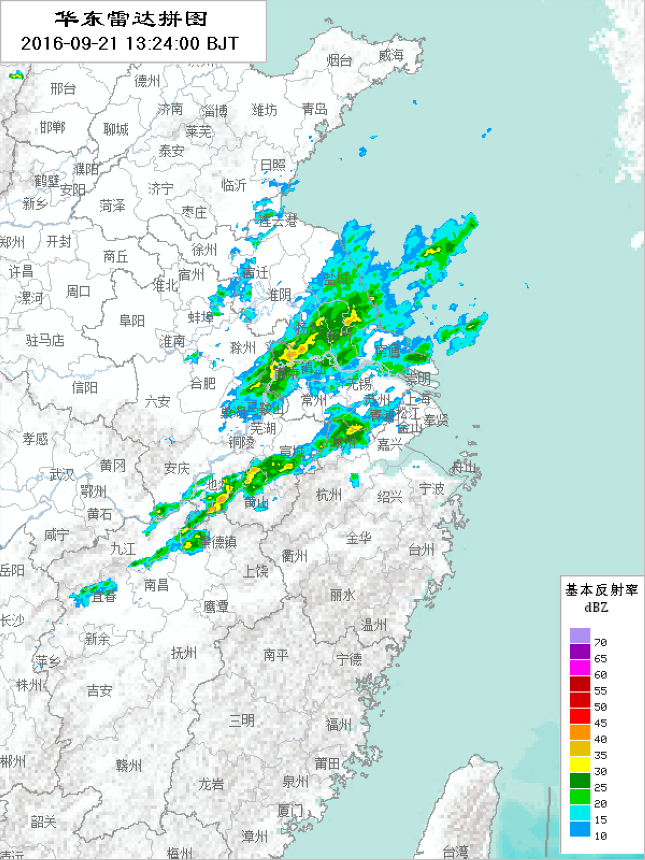 华东雷达拼图
2016-09-21 13:24:00 BJT
烟台
威海
邢台
德州
济南
淄博
潍坊
青岛
邯郸
聊城
莱芜
泰安
日照
濮阳
鹤壁
安阳
济宁
临沂
新乡
菏泽
枣庄
连云港
郑州
开封
徐州
商丘
许昌
宿州
宿迁
盐城
漯河
周口
淮北
淮阴
阜阳
蚌埠
驻马店
淮南
滁州
南通
信阳
合肥
无锡
崇明
六安
常州
苏州
上海
马鞍山
青浦
松江
奉贤
金山
孝感
芜湖
铜陵
嘉兴
黄冈
安庆
宣城
舟山
武汉
鄂州
池州
黄山
杭州
绍兴
宁波
黄石
咸宁
九江
景德镇
金华
台州
衢州
岳阳
上饶
南昌
宜春
丽水
鹰潭
长沙
温州
新余
抚州
萍乡
南平
宁德
株洲
吉安
三明
福州
郴州
赣州
莆田
龙岩
泉州
厦门
韶关
漳州
台湾
清远
梅州
基本反射率
dBZ
70
65
60
55
50
45
40
35
30
25
20
15
10